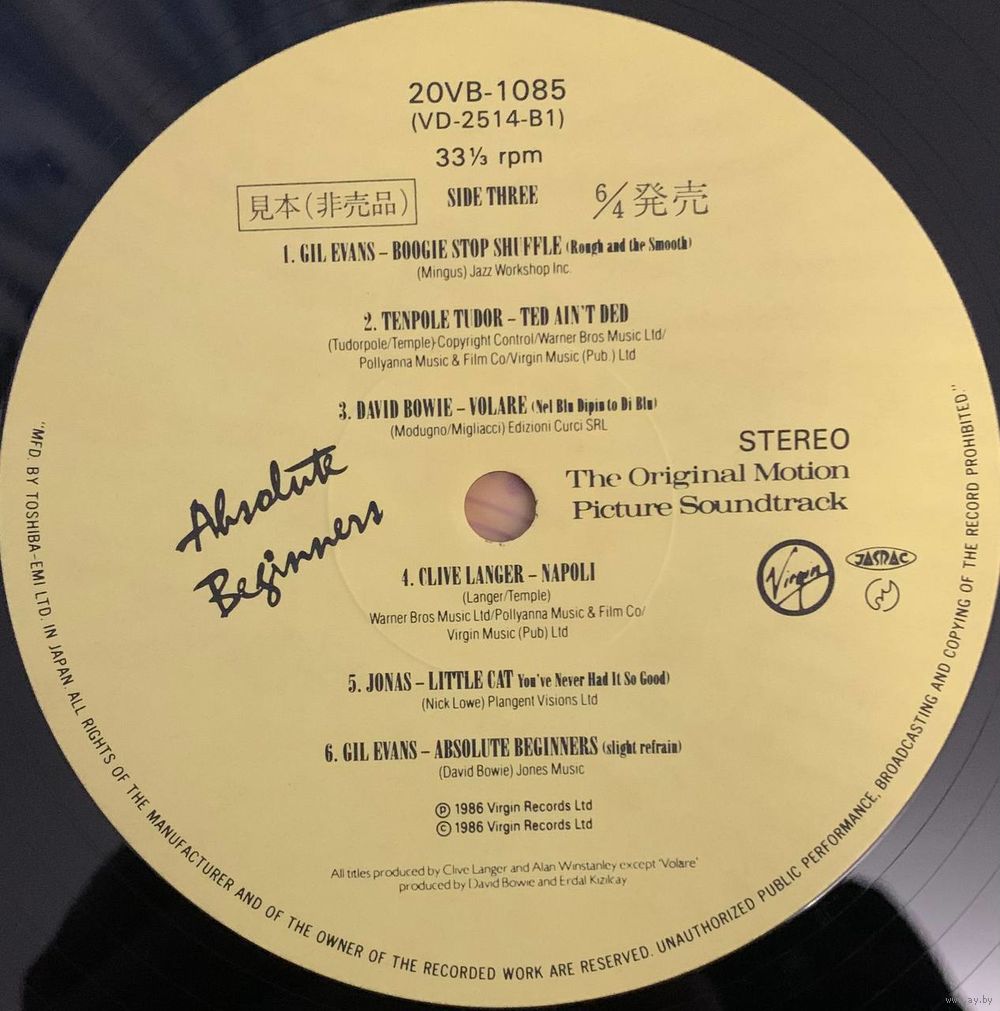 20VB-1085
(VD-2514-B1)
33⅓ rpm
見本(非売品)
SIDE THREE
6/4 発売
1. GIL EVANS – BOOGIE STOP SHUFFLE (Rough and the Smooth)
(Mingus) Jazz Workshop Inc.
2. TENPOLE TUDOR – TED AIN'T DED
(Tudorpole/Temple) Copyright Control/Warner Bros Music Ltd/
Pollyanna Music & Film Co/Virgin Music (Pub.) Ltd
3. DAVID BOWIE – VOLARE (Nel Blu Dipin to Di Blu)
(Modugno/Migliacci) Edizioni Curci SRL
Absolute
Beginners
STEREO
The Original Motion
Picture Soundtrack
Virgin
JASRAC
4. CLIVE LANGER – NAPOLI
(Langer/Temple)
Warner Bros Music Ltd/Pollyanna Music & Film Co/
Virgin Music (Pub) Ltd
5. JONAS – LITTLE CAT You've Never Had It So Good)
(Nick Lowe) Plangent Visions Ltd
6. GIL EVANS – ABSOLUTE BEGINNERS (slight refrain)
(David Bowie) Jones Music
Ⓟ 1986 Virgin Records Ltd
© 1986 Virgin Records Ltd
All titles produced by Clive Langer and Alan Winstanley except 'Volare'
produced by David Bowie and Erdal Kizilcay
"MFD. BY TOSHIBA-EMI LTD. IN JAPAN. ALL RIGHTS OF THE MANUFACTURER AND OF THE OWNER OF THE RECORDED WORK ARE RESERVED. UNAUTHORIZED PUBLIC PERFORMANCE, BROADCASTING AND COPYING OF THE RECORD PROHIBITED."
www.ay.by